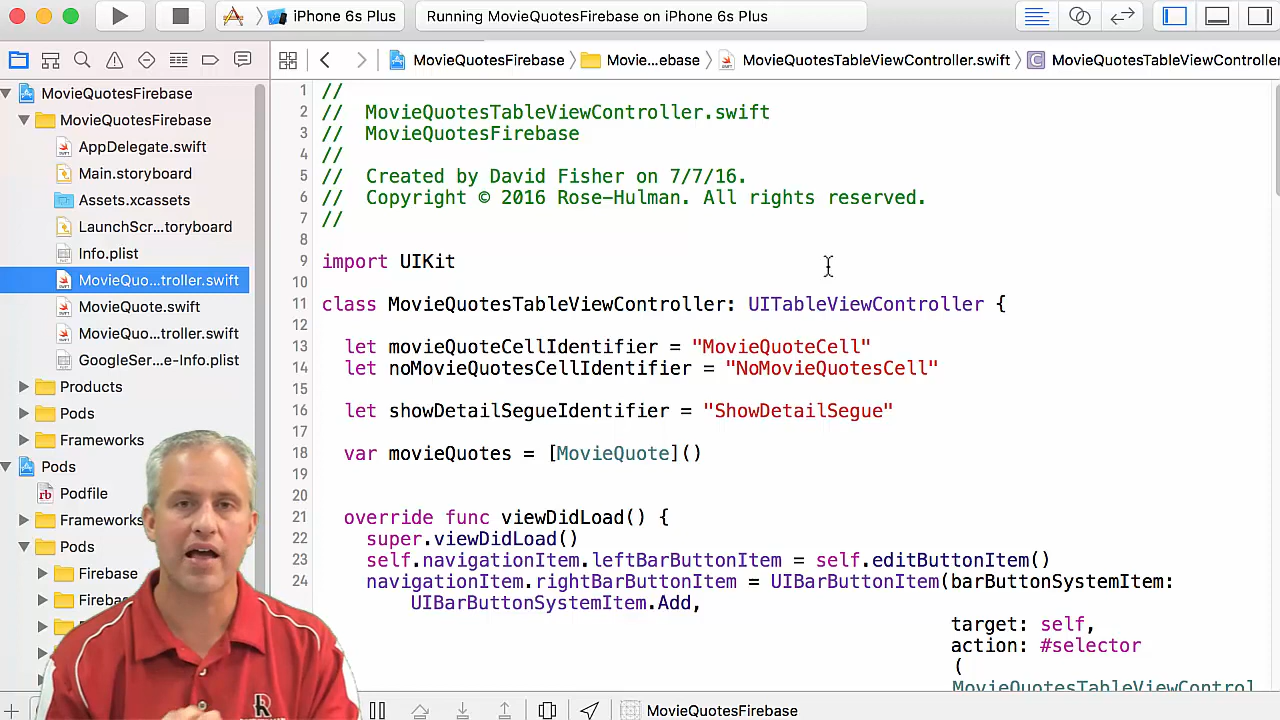 iPhone 6s Plus
Running MovieQuotesFirebase on iPhone 6s Plus
MovieQuotesFirebase
Movie...ebase
MovieQuotesTableViewController.swift
MovieQuotesTableViewController
MovieQuotesFirebase
MovieQuotesFirebase
AppDelegate.swift
Main.storyboard
Assets.xcassets
LaunchScr...toryboard
Info.plist
MovieQuo...troller.swift
MovieQuote.swift
MovieQuo...troller.swift
GoogleSer...e-Info.plist
Products
Pods
Frameworks
Pods
Podfile
Frameworks
Pods
Firebase
1 //
2 // MovieQuotesTableViewController.swift
3 // MovieQuotesFirebase
4 //
5 // Created by David Fisher on 7/7/16.
6 // Copyright © 2016 Rose-Hulman. All rights reserved.
7 //
8
9 import UIKit
10
11 class MovieQuotesTableViewController: UITableViewController {
12
13 let movieQuoteCellIdentifier = "MovieQuoteCell"
14 let noMovieQuotesCellIdentifier = "NoMovieQuotesCell"
15
16 let showDetailSegueIdentifier = "ShowDetailSegue"
17
18 var movieQuotes = [MovieQuote]()
19
20
21 override func viewDidLoad() {
22 super.viewDidLoad()
23 self.navigationItem.leftBarButtonItem = self.editButtonItem()
24 navigationItem.rightBarButtonItem = UIBarButtonItem(barButtonSystemItem:
UIBarButtonSystemItem.Add,
target: self,
action: #selector
(
MovieQuotesTableViewControl
MovieQuotesFirebase